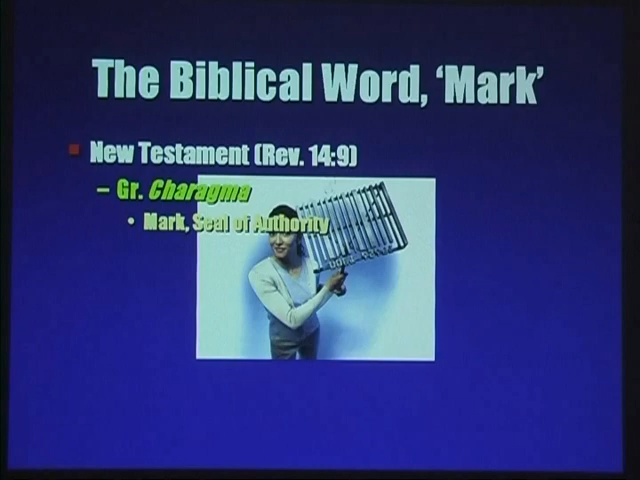 The Biblical Word, ‘Mark’
New Testament (Rev. 14:9)
– Gr. Charagma
• Mark, Seal of Authority